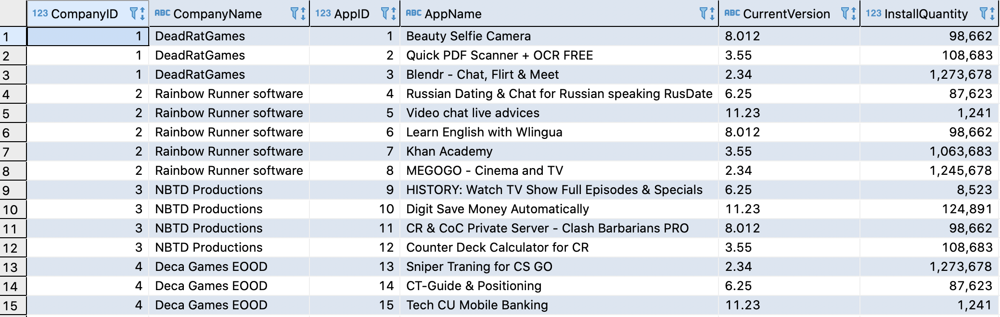 123 CompanyID ABC CompanyName 123 AppID ABC AppName ABC CurrentVersion 123 InstallQuantity
1 1 DeadRatGames 1 Beauty Selfie Camera 8.012 98,662
2 1 DeadRatGames 2 Quick PDF Scanner + OCR FREE 3.55 108,683
3 1 DeadRatGames 3 Blendr - Chat, Flirt & Meet 2.34 1,273,678
4 2 Rainbow Runner software 4 Russian Dating & Chat for Russian speaking RusDate 6.25 87,623
5 2 Rainbow Runner software 5 Video chat live advices 11.23 1,241
6 2 Rainbow Runner software 6 Learn English with Wlingua 8.012 98,662
7 2 Rainbow Runner software 7 Khan Academy 3.55 1,063,683
8 2 Rainbow Runner software 8 MEGOGO - Cinema and TV 2.34 1,245,678
9 3 NBTD Productions 9 HISTORY: Watch TV Show Full Episodes & Specials 6.25 8,523
10 3 NBTD Productions 10 Digit Save Money Automatically 11.23 124,891
11 3 NBTD Productions 11 CR & CoC Private Server - Clash Barbarians PRO 8.012 98,662
12 3 NBTD Productions 12 Counter Deck Calculator for CR 3.55 108,683
13 4 Deca Games EOOD 13 Sniper Traning for CS GO 2.34 1,273,678
14 4 Deca Games EOOD 14 CT-Guide & Positioning 6.25 87,623
15 4 Deca Games EOOD 15 Tech CU Mobile Banking 11.23 1,241